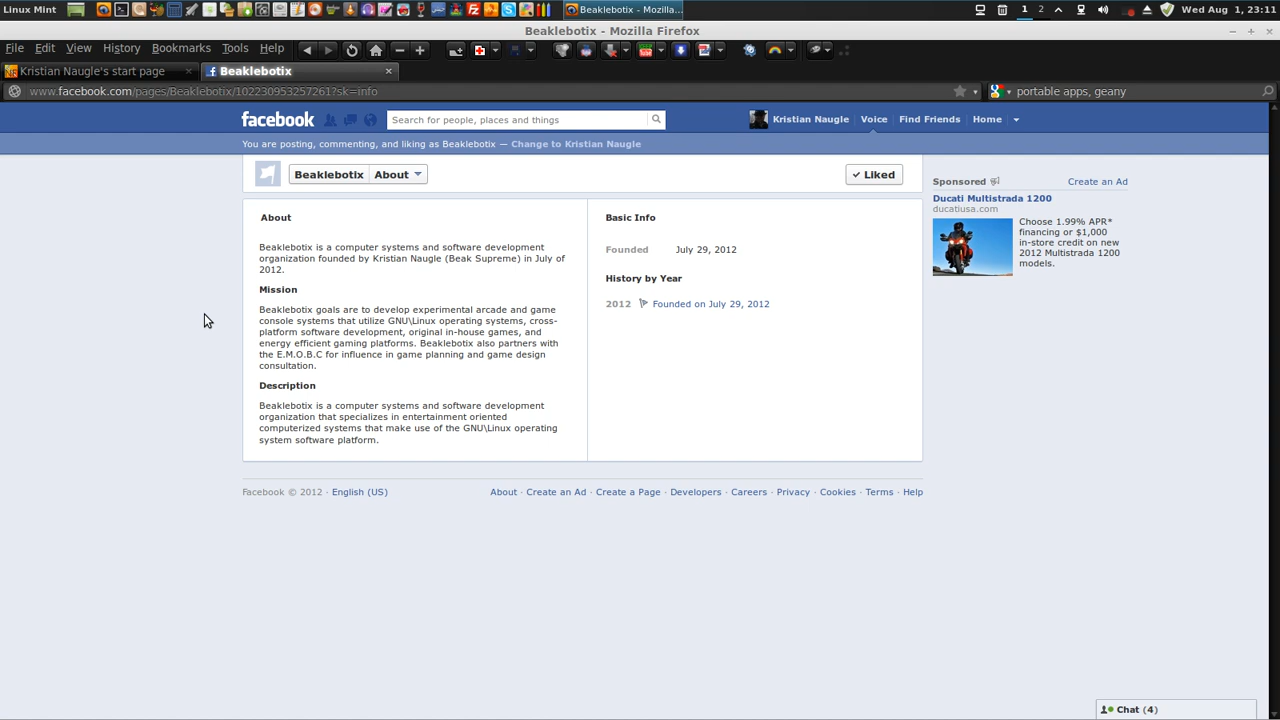 Linux Mint
Beaklebotix - Mozilla...
1 2
Wed Aug 1, 23:11
Beaklebotix - Mozilla Firefox
File Edit View History Bookmarks Tools Help
Kristian Naugle's start page
Beaklebotix
www.facebook.com/pages/Beaklebotix/102230953257261?sk=info
portable apps, geany
facebook
Search for people, places and things
Kristian Naugle Voice Find Friends Home
You are posting, commenting, and liking as Beaklebotix — Change to Kristian Naugle
Beaklebotix About
Liked
About
Beaklebotix is a computer systems and software development
organization founded by Kristian Naugle (Beak Supreme) in July of
2012.
Mission
Beaklebotix goals are to develop experimental arcade and game
console systems that utilize GNU\Linux operating systems, cross-
platform software development, original in-house games, and
energy efficient gaming platforms. Beaklebotix also partners with
the E.M.O.B.C for influence in game planning and game design
consultation.
Description
Beaklebotix is a computer systems and software development
organization that specializes in entertainment oriented
computerized systems that make use of the GNU\Linux operating
system software platform.
Basic Info
Founded July 29, 2012
History by Year
2012 Founded on July 29, 2012
Sponsored Create an Ad
Ducati Multistrada 1200
ducatiusa.com
Choose 1.99% APR*
financing or $1,000
in-store credit on new
2012 Multistrada 1200
models.
Facebook © 2012 · English (US)
About · Create an Ad · Create a Page · Developers · Careers · Privacy · Cookies · Terms · Help
Chat (4)